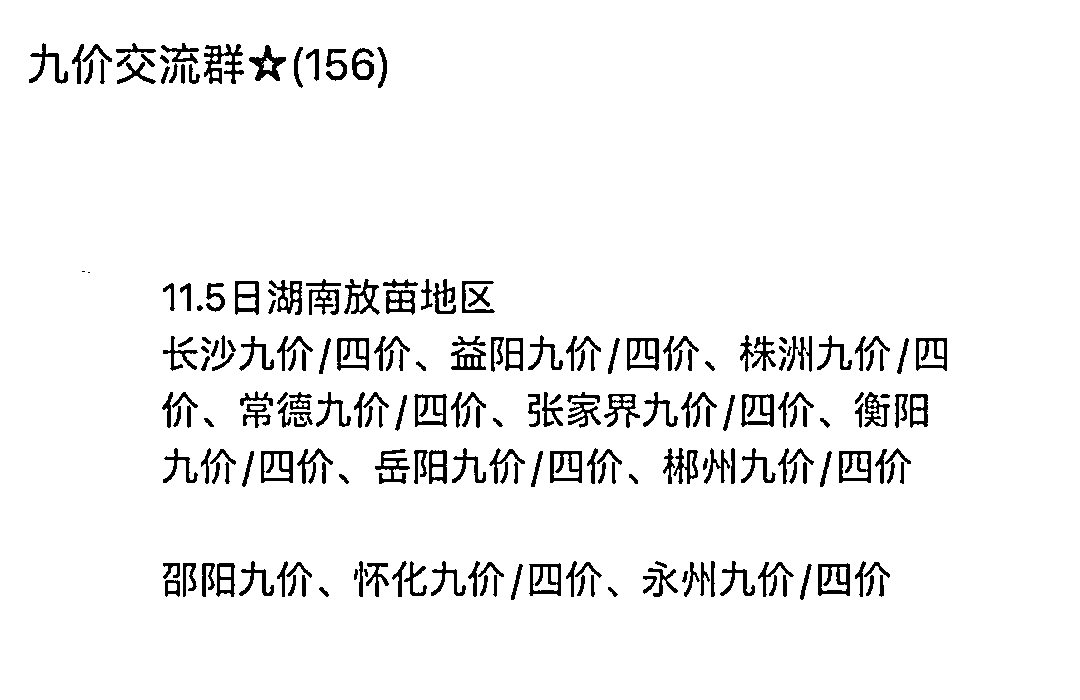 九价交流群☆(156)
11.5日湖南放苗地区
长沙九价/四价、益阳九价/四价、株洲九价/四
价、常德九价/四价、张家界九价/四价、衡阳
九价/四价、岳阳九价/四价、郴州九价/四价
邵阳九价、怀化九价/四价、永州九价/四价